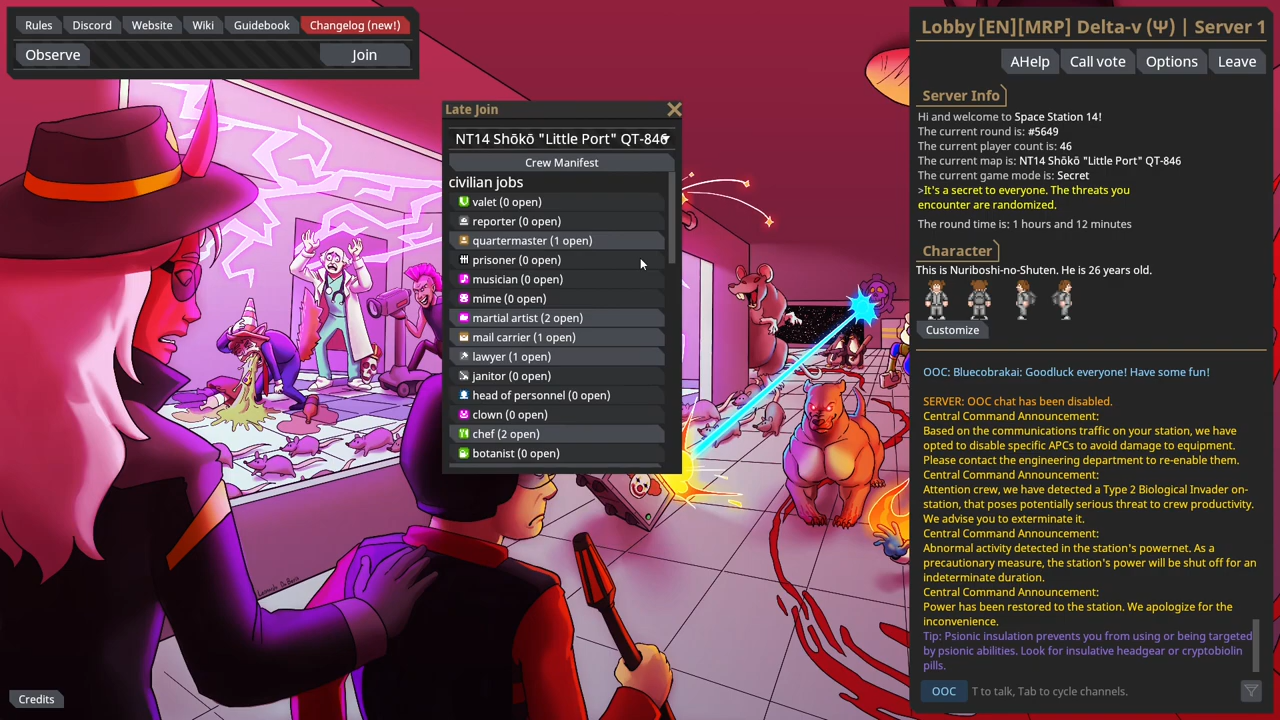 Rules
Discord
Website
Wiki
Guidebook
Changelog (new!)
Observe
Join
Late Join
NT14 Shōkō "Little Port" QT-846
Crew Manifest
civilian jobs
valet (0 open)
reporter (0 open)
quartermaster (1 open)
prisoner (0 open)
musician (0 open)
mime (0 open)
martial artist (2 open)
mail carrier (1 open)
lawyer (1 open)
janitor (0 open)
head of personnel (0 open)
clown (0 open)
chef (2 open)
botanist (0 open)
Credits
Lobby [EN][MRP] Delta-v (Ψ) | Server 1
AHelp
Call vote
Options
Leave
Server Info
Hi and welcome to Space Station 14!
The current round is: #5649
The current player count is: 46
The current map is: NT14 Shōkō "Little Port" QT-846
The current game mode is: Secret
>It's a secret to everyone. The threats you
encounter are randomized.
The round time is: 1 hours and 12 minutes
Character
This is Nuriboshi-no-Shuten. He is 26 years old.
Customize
OOC: Bluecobrakai: Goodluck everyone! Have some fun!
SERVER: OOC chat has been disabled.
Central Command Announcement:
Based on the communications traffic on your station, we have
opted to disable specific APCs to avoid damage to equipment.
Please contact the engineering department to re-enable them.
Central Command Announcement:
Attention crew, we have detected a Type 2 Biological Invader on-
station, that poses potentially serious threat to crew productivity.
We advise you to exterminate it.
Central Command Announcement:
Abnormal activity detected in the station's powernet. As a
precautionary measure, the station's power will be shut off for an
indeterminate duration.
Central Command Announcement:
Power has been restored to the station. We apologize for the
inconvenience.
Tip: Psionic insulation prevents you from using or being targeted
by psionic abilities. Look for insulative headgear or cryptobiolin
pills.
OOC
T to talk, Tab to cycle channels.